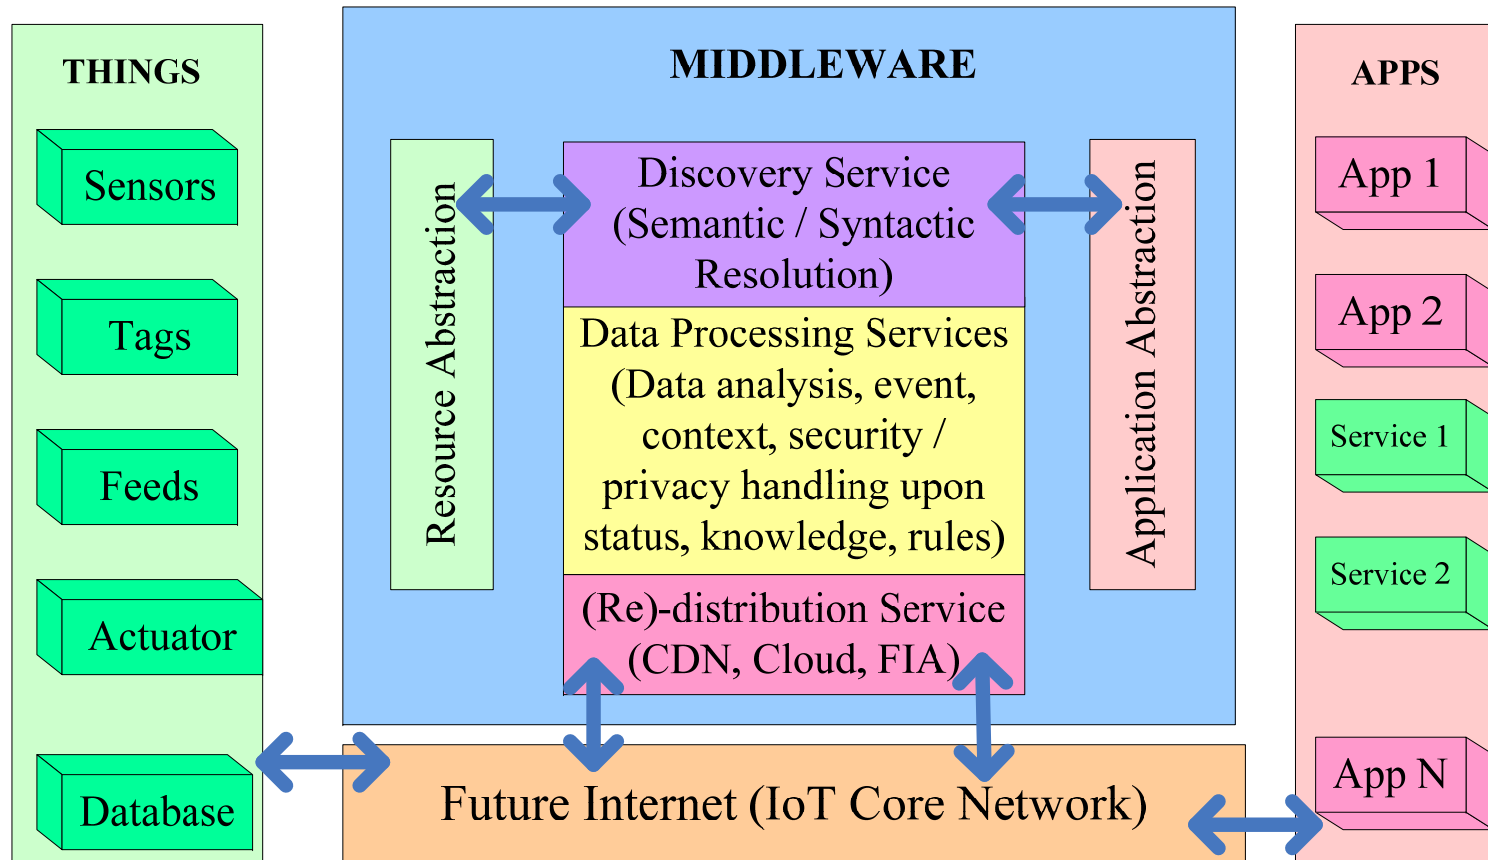 THINGS
Sensors
Tags
Feeds
Actuator
Database
MIDDLEWARE
Resource Abstraction
Discovery Service
(Semantic / Syntactic
Resolution)
Data Processing Services
(Data analysis, event,
context, security /
privacy handling upon
status, knowledge, rules)
(Re)-distribution Service
(CDN, Cloud, FIA)
Application Abstraction
Future Internet (IoT Core Network)
APPS
App 1
App 2
Service 1
Service 2
App N